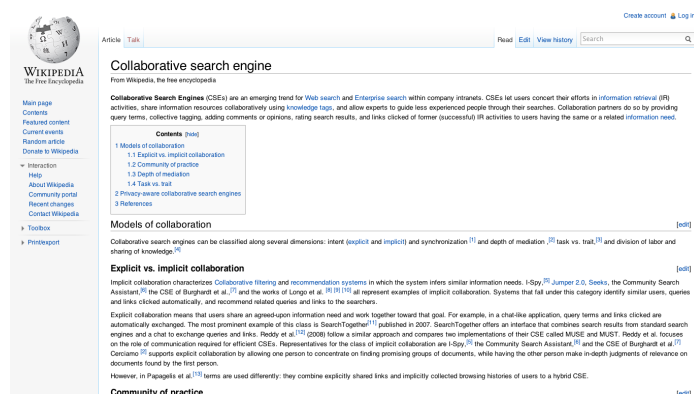 Create account Log in
Article Talk Read Edit View history Search
WIKIPEDIA
The Free Encyclopedia
Main page
Contents
Featured content
Current events
Random article
Donate to Wikipedia
Interaction
Help
About Wikipedia
Community portal
Recent changes
Contact Wikipedia
Toolbox
Print/export
Collaborative search engine
From Wikipedia, the free encyclopedia
Collaborative Search Engines (CSEs) are an emerging trend for Web search and Enterprise search within company intranets. CSEs let users concert their efforts in information retrieval (IR)
activities, share information resources collaboratively using knowledge tags, and allow experts to guide less experienced people through their searches. Collaboration partners do so by providing
query terms, collective tagging, adding comments or opinions, rating search results, and links clicked of former (successful) IR activities to users having the same or a related information need.
Contents [hide]
1 Models of collaboration
1.1 Explicit vs. implicit collaboration
1.2 Community of practice
1.3 Depth of mediation
1.4 Task vs. trait
2 Privacy-aware collaborative search engines
3 References
Models of collaboration [edit]
Collaborative search engines can be classified along several dimensions: intent (explicit and implicit) and synchronization [1] and depth of mediation ,[2] task vs. trait,[3] and division of labor and
sharing of knowledge.[4]
Explicit vs. implicit collaboration [edit]
Implicit collaboration characterizes Collaborative filtering and recommendation systems in which the system infers similar information needs. I-Spy,[5] Jumper 2.0, Seeks, the Community Search
Assistant,[6] the CSE of Burghardt et al.,[7] and the works of Longo et al. [8] [9] [10] all represent examples of implicit collaboration. Systems that fall under this category identify similar users, queries
and links clicked automatically, and recommend related queries and links to the searchers.
Explicit collaboration means that users share an agreed-upon information need and work together toward that goal. For example, in a chat-like application, query terms and links clicked are
automatically exchanged. The most prominent example of this class is SearchTogether[11] published in 2007. SearchTogether offers an interface that combines search results from standard search
engines and a chat to exchange queries and links. Reddy et al.[12] (2008) follow a similar approach and compares two implementations of their CSE called MUSE and MUST. Reddy et al. focuses
on the role of communication required for efficient CSEs. Representatives for the class of implicit collaboration are I-Spy,[5] the Community Search Assistant,[6] and the CSE of Burghardt et al.[7]
Cerciamo [2] supports explicit collaboration by allowing one person to concentrate on finding promising groups of documents, while having the other person make in-depth judgments of relevance on
documents found by the first person.
However, in Papagelis et al.[13] terms are used differently: they combine explicitly shared links and implicitly collected browsing histories of users to a hybrid CSE.
Community of practice [edit]